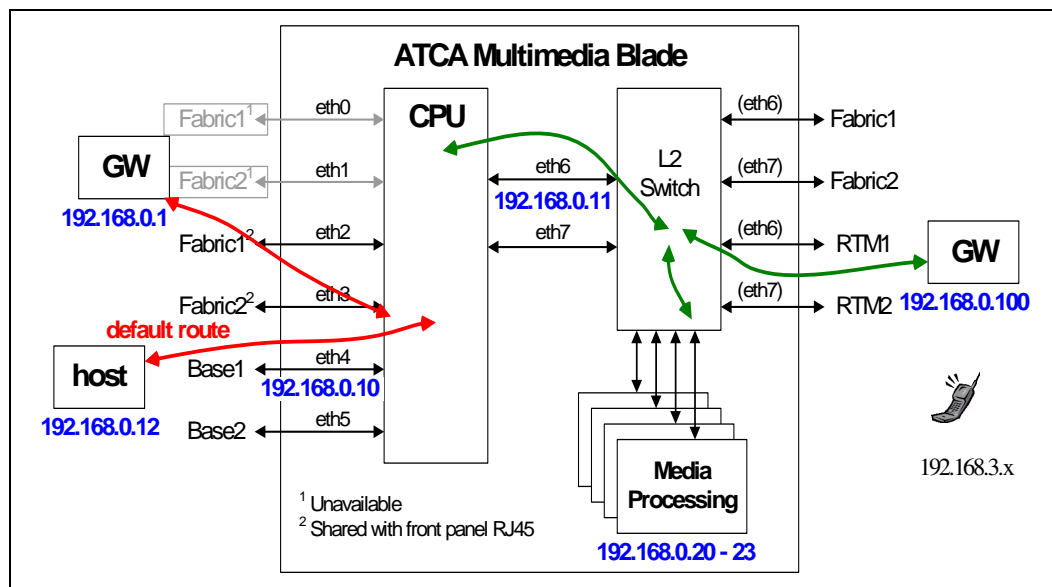 ATCA Multimedia Blade
Fabric1¹
eth0
CPU
GW
192.168.0.1
Fabric2¹
eth1
Fabric1²
eth2
Fabric2²
eth3
default route
host
192.168.0.12
Base1
eth4
192.168.0.10
Base2
eth5
eth6
192.168.0.11
eth7
L2
Switch
(eth6)
Fabric1
(eth7)
Fabric2
(eth6)
RTM1
(eth7)
RTM2
GW
192.168.0.100
192.168.3.x
Media
Processing
192.168.0.20 - 23
¹ Unavailable
² Shared with front panel RJ45